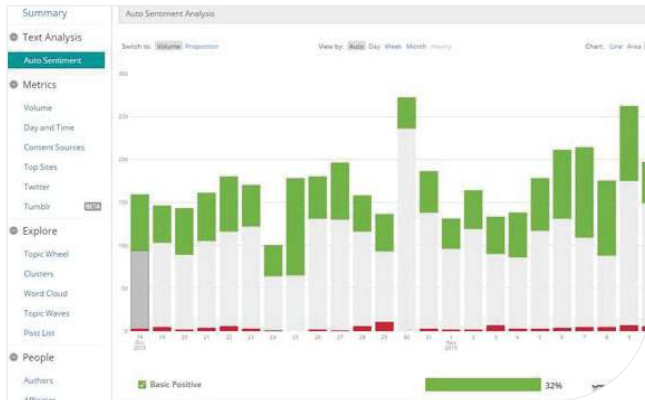 Summary
Text Analysis
Auto Sentiment
Metrics
Volume
Day and Time
Content Sources
Top Sites
Twitter
Tumblr BETA
Explore
Topic Wheel
Clusters
Word Cloud
Topic Waves
Post List
People
Authors
Auto Sentiment Analysis
Switch to: Volume Proportion View by: Auto Day Week Month Hourly Chart: Line Area
250
200
150
100
50
0
18 19 20 21 22 23 24 25 26 27 28 29 30 31 1 2 3 4 5 6 7 8 9
Basic Positive 32%